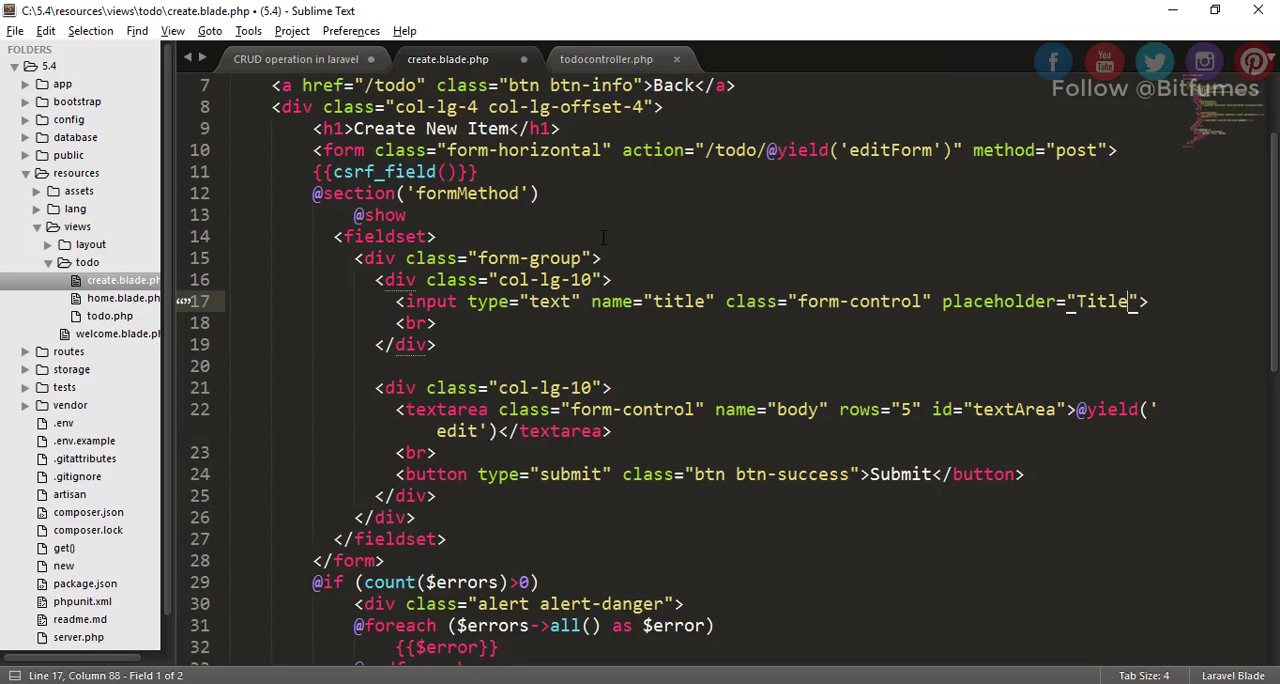 C:\5.4\resources\views\todo\create.blade.php • (5.4) - Sublime Text
File Edit Selection Find View Goto Tools Project Preferences Help
FOLDERS
5.4
app
bootstrap
config
database
public
resources
assets
lang
views
layout
todo
create.blade.ph
home.blade.ph
todo.php
welcome.blade.ph
routes
storage
tests
vendor
.env
.env.example
.gitattributes
.gitignore
artisan
composer.json
composer.lock
get()
new
package.json
phpunit.xml
readme.md
server.php
CRUD operation in laravel
create.blade.php
todocontroller.php
You Tube
Follow @Bitfumes
7 <a href="/todo" class="btn btn-info">Back</a>
8 <div class="col-lg-4 col-lg-offset-4">
9 <h1>Create New Item</h1>
10 <form class="form-horizontal" action="/todo/@yield('editForm')" method="post">
11 {{csrf_field()}}
12 @section('formMethod')
13 @show
14 <fieldset>
15 <div class="form-group">
16 <div class="col-lg-10">
17 <input type="text" name="title" class="form-control" placeholder="Title">
18 <br>
19 </div>
20
21 <div class="col-lg-10">
22 <textarea class="form-control" name="body" rows="5" id="textArea">@yield('
edit')</textarea>
23 <br>
24 <button type="submit" class="btn btn-success">Submit</button>
25 </div>
26 </div>
27 </fieldset>
28 </form>
29 @if (count($errors)>0)
30 <div class="alert alert-danger">
31 @foreach ($errors->all() as $error)
32 {{$error}}
Line 17, Column 88 - Field 1 of 2
Tab Size: 4
Laravel Blade